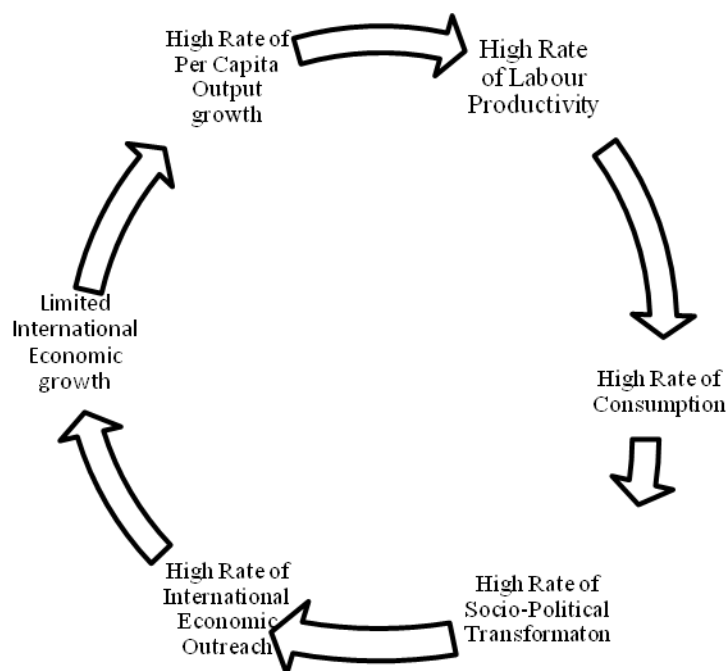 High Rate of
Per Capita
Output
growth
High Rate
of Labour
Productivity
High Rate of
Consumption
High Rate of
Socio-Political
Transformaton
High Rate of
International
Economic
Outreach
Limited
International
Economic
growth